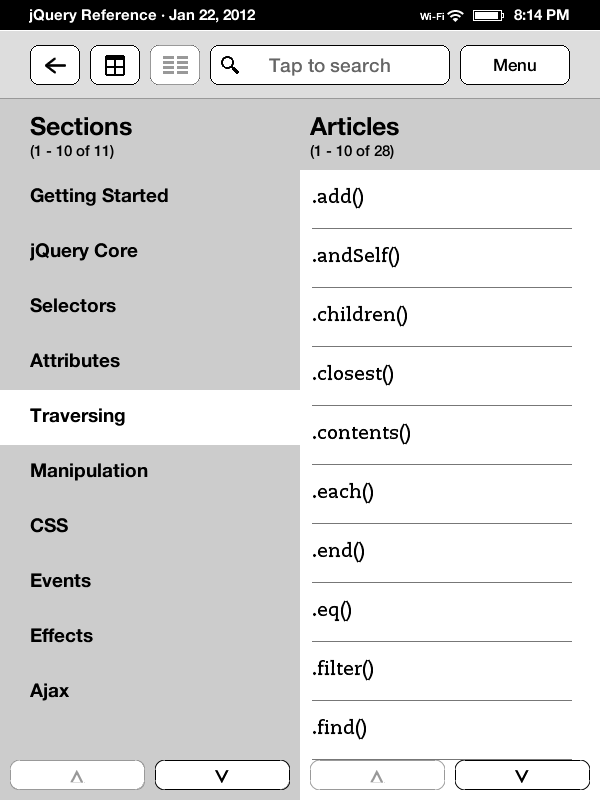 jQuery Reference · Jan 22, 2012
Wi-Fi 8:14 PM
Tap to search
Menu
Sections
(1 - 10 of 11)
Getting Started
jQuery Core
Selectors
Attributes
Traversing
Manipulation
CSS
Events
Effects
Ajax
Articles
(1 - 10 of 28)
.add()
.andSelf()
.children()
.closest()
.contents()
.each()
.end()
.eq()
.filter()
.find()